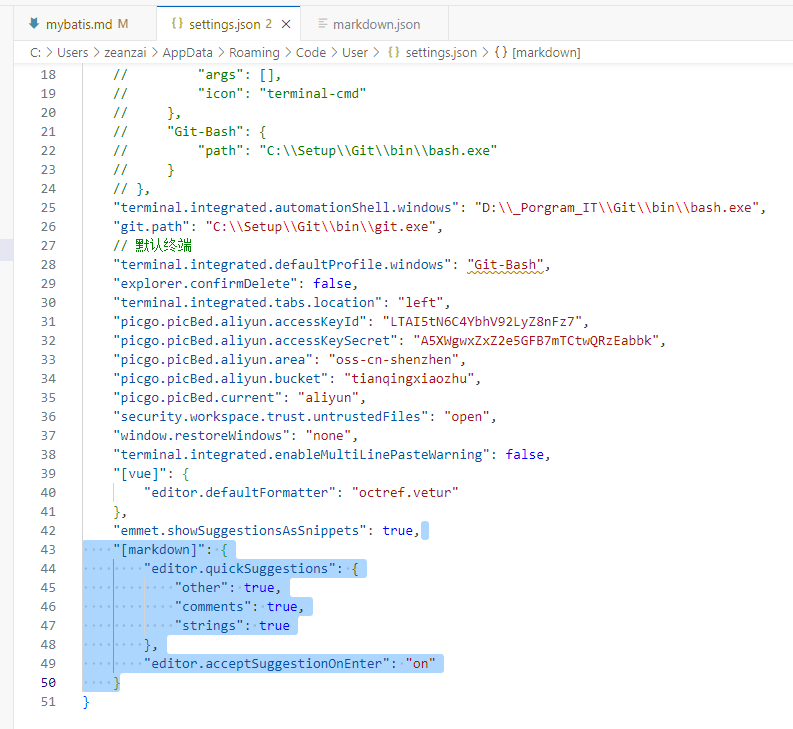 mybatis.md M
settings.json 2
markdown.json
C: > Users > zeanzai > AppData > Roaming > Code > User > {} settings.json > {} [markdown]
18 // "args": [],
19 // "icon": "terminal-cmd"
20 // },
21 // "Git-Bash": {
22 // "path": "C:\\Setup\\Git\\bin\\bash.exe"
23 // }
24 // },
25 "terminal.integrated.automationShell.windows": "D:\\_Porgram_IT\\Git\\bin\\bash.exe",
26 "git.path": "C:\\Setup\\Git\\bin\\git.exe",
27 // 默认终端
28 "terminal.integrated.defaultProfile.windows": "Git-Bash",
29 "explorer.confirmDelete": false,
30 "terminal.integrated.tabs.location": "left",
31 "picgo.picBed.aliyun.accessKeyId": "LTAI5tN6C4YbhV92LyZ8nFz7",
32 "picgo.picBed.aliyun.accessKeySecret": "A5XWgwxZxZ2e5GFB7mTCtwQRzEabbk",
33 "picgo.picBed.aliyun.area": "oss-cn-shenzhen",
34 "picgo.picBed.aliyun.bucket": "tianqingxiaozhu",
35 "picgo.picBed.current": "aliyun",
36 "security.workspace.trust.untrustedFiles": "open",
37 "window.restoreWindows": "none",
38 "terminal.integrated.enableMultiLinePasteWarning": false,
39 "[vue]": {
40 "editor.defaultFormatter": "octref.vetur"
41 },
42 "emmet.showSuggestionsAsSnippets": true,
43 "[markdown]": {
44 "editor.quickSuggestions": {
45 "other": true,
46 "comments": true,
47 "strings": true
48 },
49 "editor.acceptSuggestionOnEnter": "on"
50 }
51 }